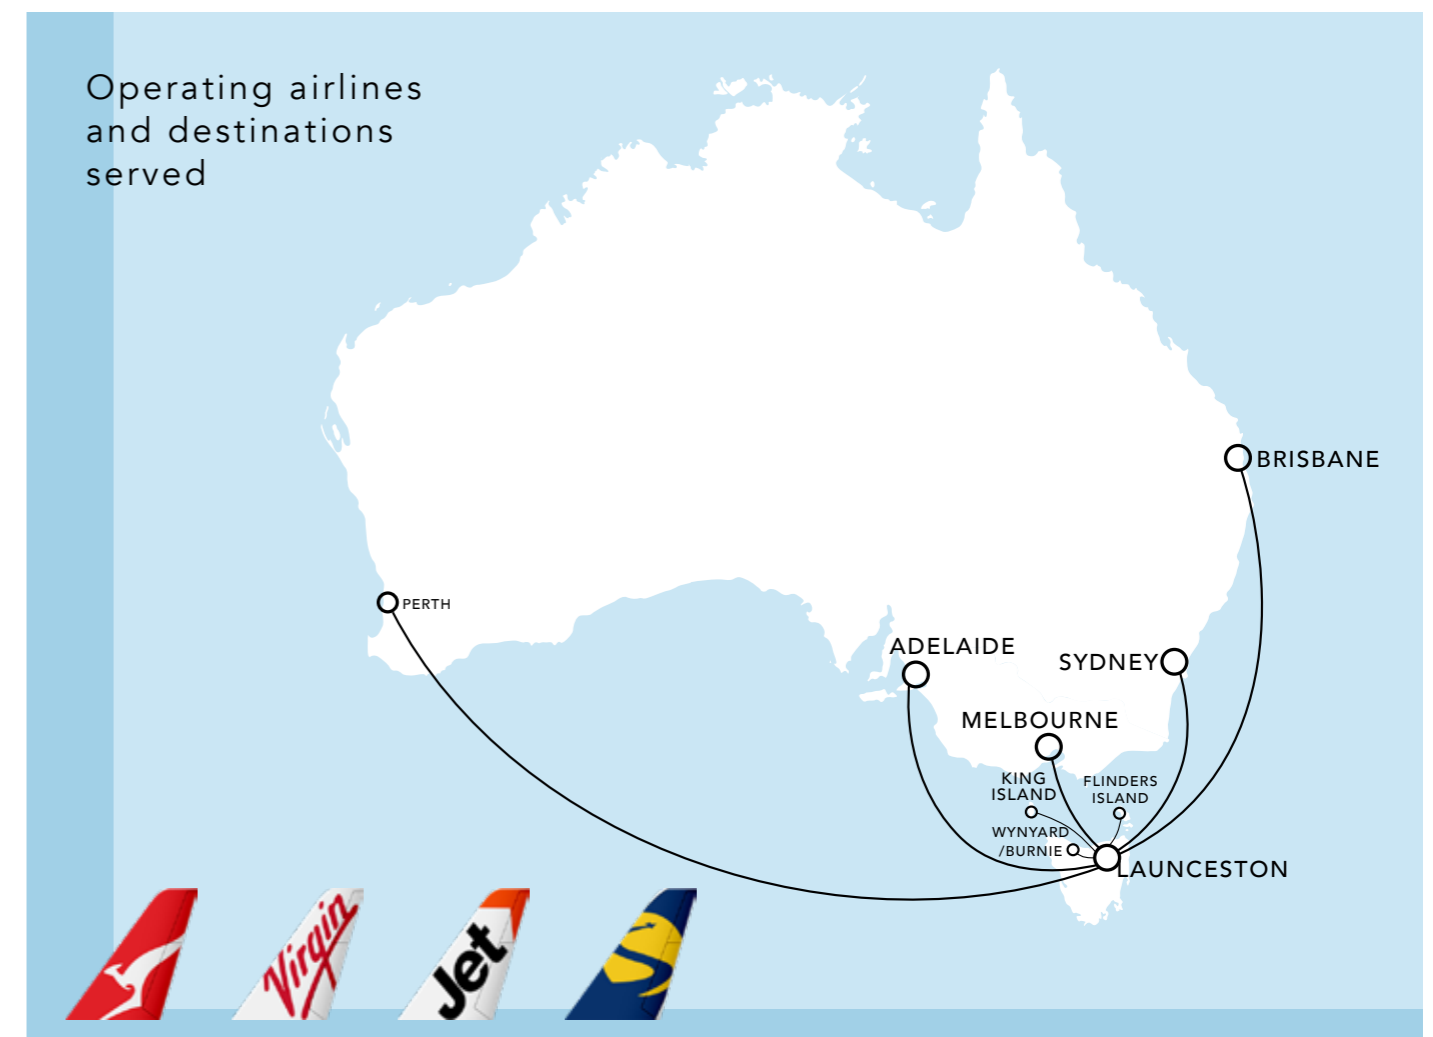 Operating airlines
and destinations
served
BRISBANE
PERTH
ADELAIDE
SYDNEY
MELBOURNE
KING
ISLAND
FLINDERS
ISLAND
WYNYARD
/BURNIE
LAUNCESTON
Virgin
Jet